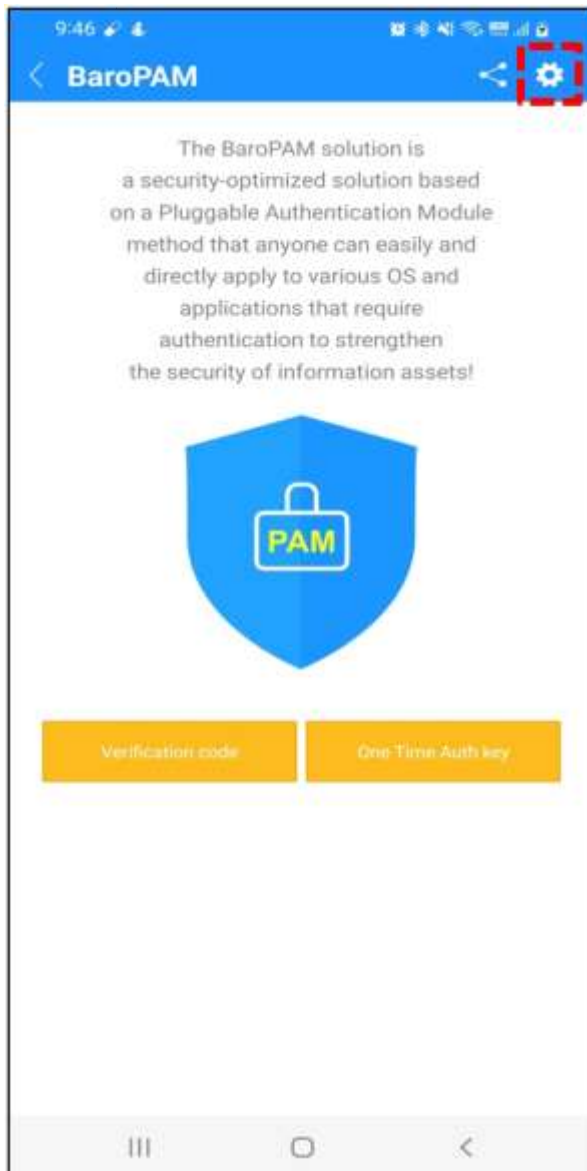 9:46
BaroPAM
The BaroPAM solution is
a security-optimized solution based
on a Pluggable Authentication Module
method that anyone can easily and
directly apply to various OS and
applications that require
authentication to strengthen
the security of information assets!
PAM
Verification code
One-Time Auth key